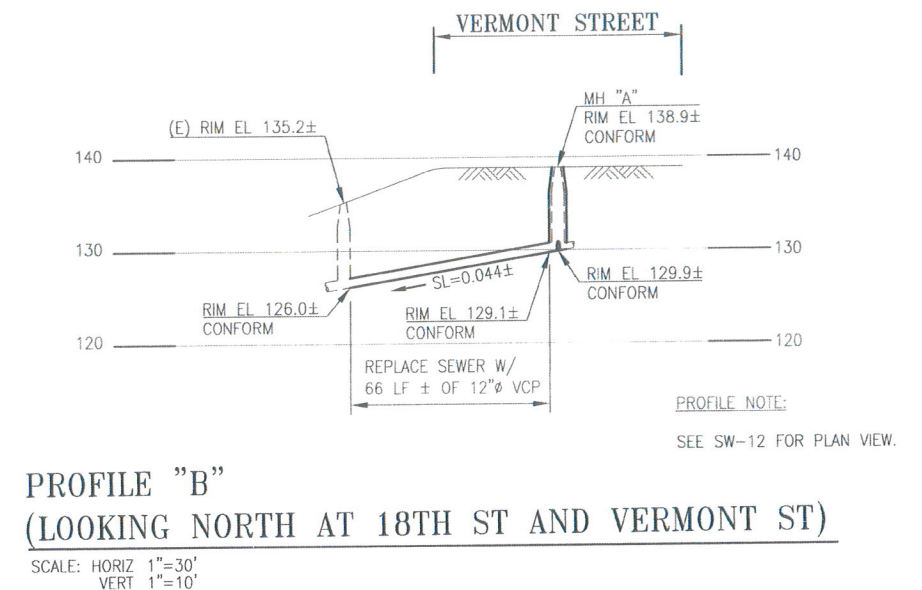 VERMONT STREET
MH "A"
RIM EL 138.9±
CONFORM
(E) RIM EL 135.2±
140
140
130
130
SL=0.044±
RIM EL 129.9±
CONFORM
RIM EL 126.0±
CONFORM
RIM EL 129.1±
CONFORM
120
120
REPLACE SEWER W/
66 LF ± OF 12"ø VCP
PROFILE NOTE:
SEE SW-12 FOR PLAN VIEW.
PROFILE "B"
(LOOKING NORTH AT 18TH ST AND VERMONT ST)
SCALE: HORIZ 1"=30'
VERT 1"=10'